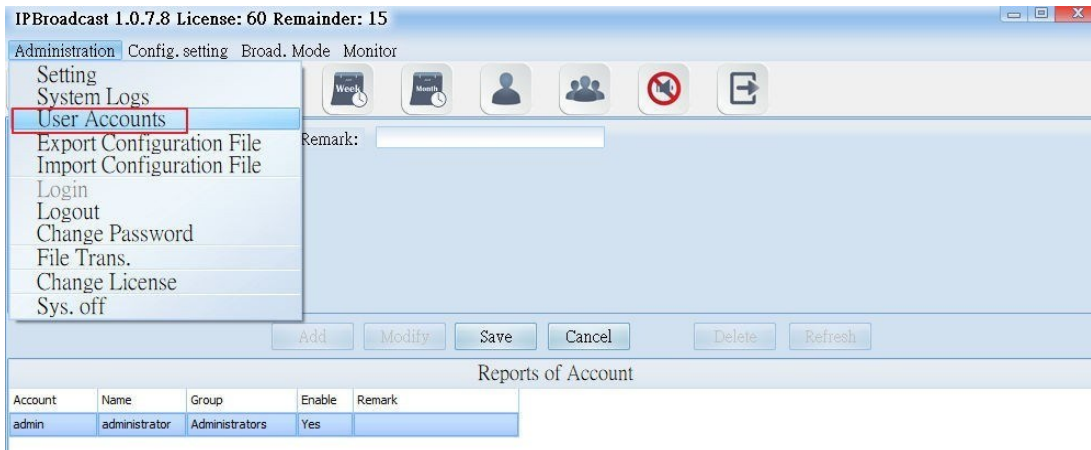 IPBroadcast 1.0.7.8 License: 60 Remainder: 15
Administration Config. setting Broad. Mode Monitor
Setting
System Logs
User Accounts
Export Configuration File
Import Configuration File
Login
Logout
Change Password
File Trans.
Change License
Sys. off
Week
Month
Remark:
Add Modify Save Cancel Delete Refresh
Reports of Account
Account Name Group Enable Remark
admin administrator Administrators Yes